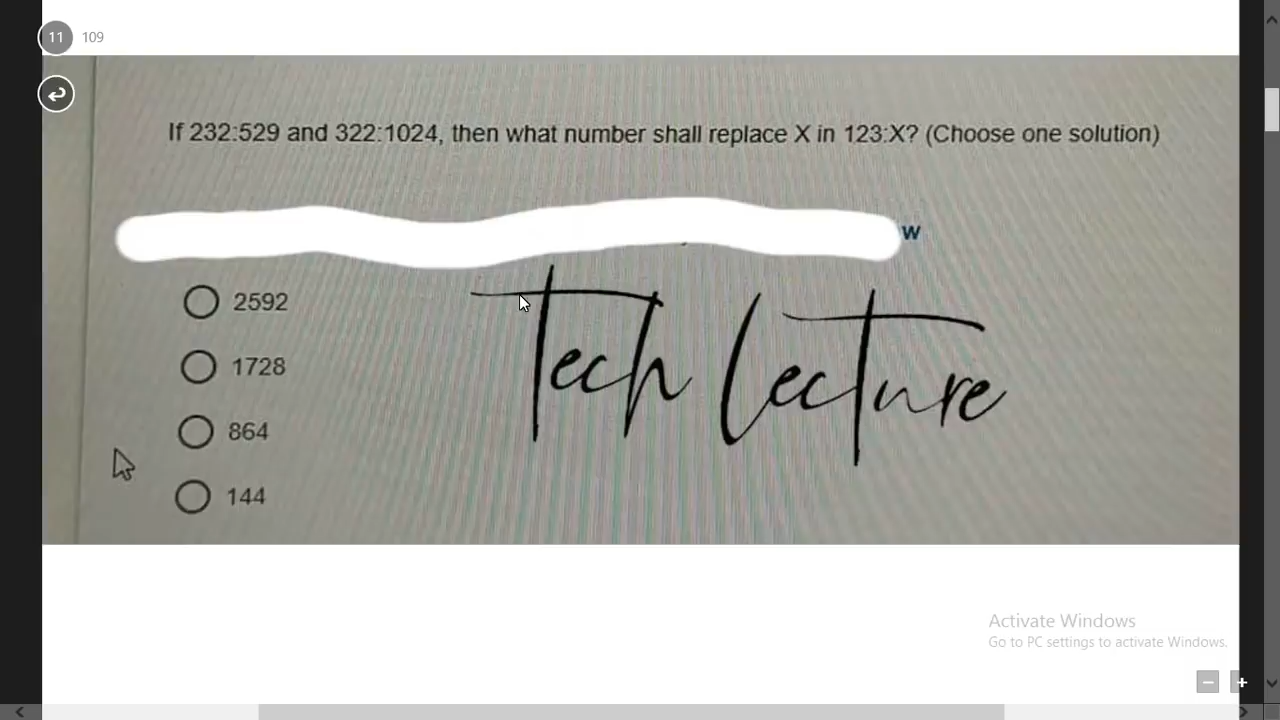 11 109
If 232:529 and 322:1024, then what number shall replace X in 123:X? (Choose one solution)
w
2592
1728
864
144
Tech Lecture
Activate Windows
Go to PC settings to activate Windows.